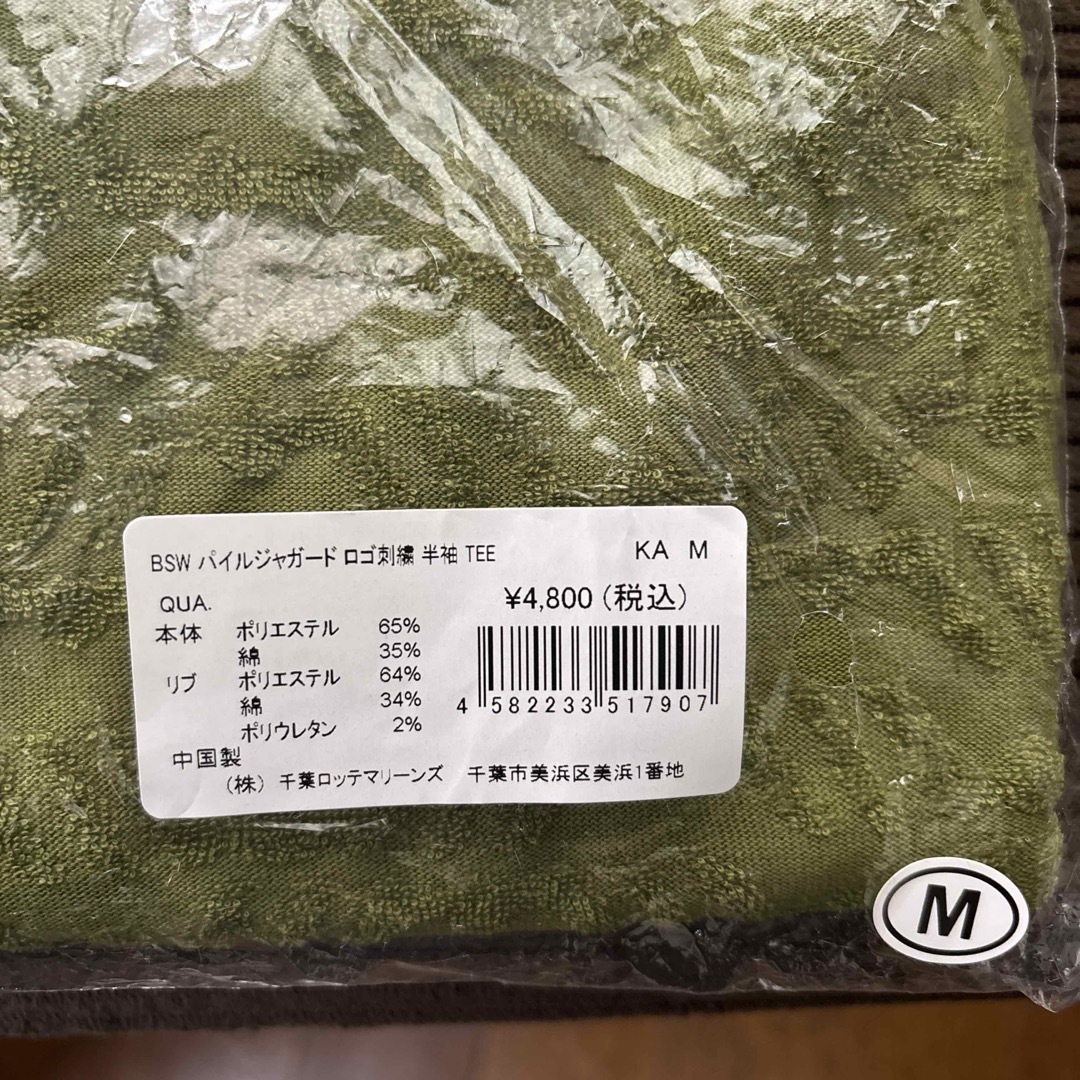 BSW パイルジャガード ロゴ刺繍 半袖 TEE KA M
QUA. ¥4,800(税込)
本体 ポリエステル 65%
綿 35%
リブ ポリエステル 64%
綿 34%
ポリウレタン 2%
4 582233 517907
中国製
(株) 千葉ロッテマリーンズ 千葉市美浜区美浜1番地
M